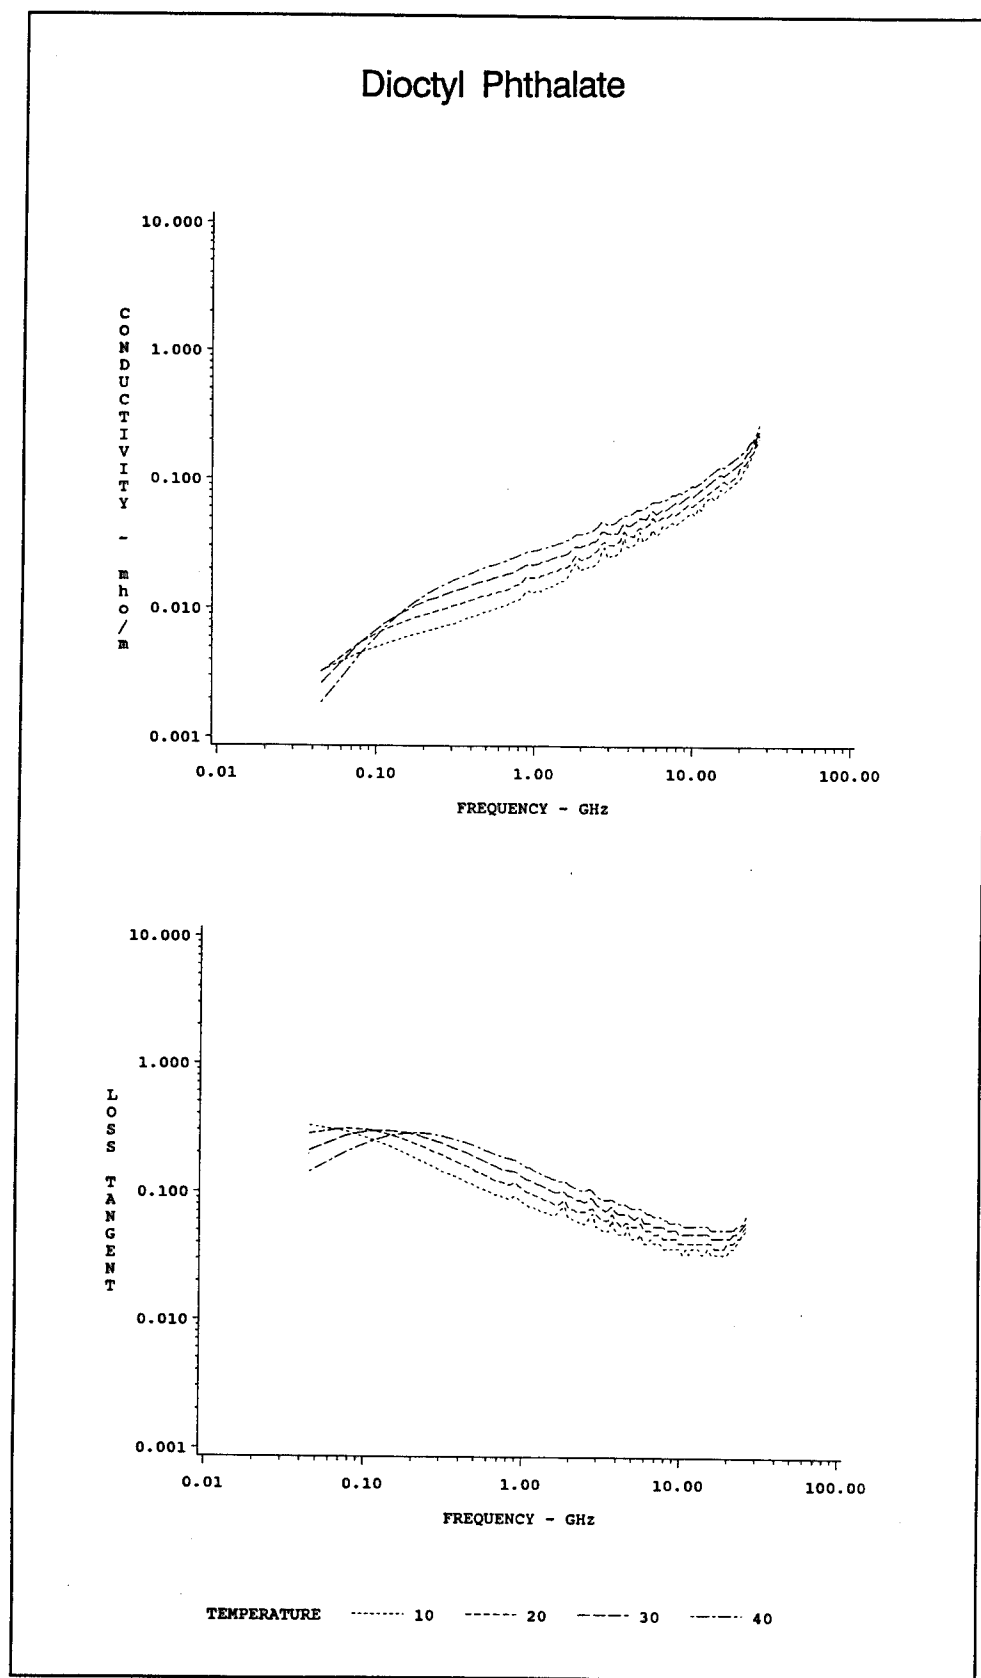 Dioctyl Phthalate
10.000
1.000
0.100
0.010
0.001
CONDUCTIVITY - mho/m
0.01 0.10 1.00 10.00 100.00
FREQUENCY - GHz
10.000
1.000
0.100
0.010
0.001
LOSS TANGENT
0.01 0.10 1.00 10.00 100.00
FREQUENCY - GHz
TEMPERATURE 10 20 30 40